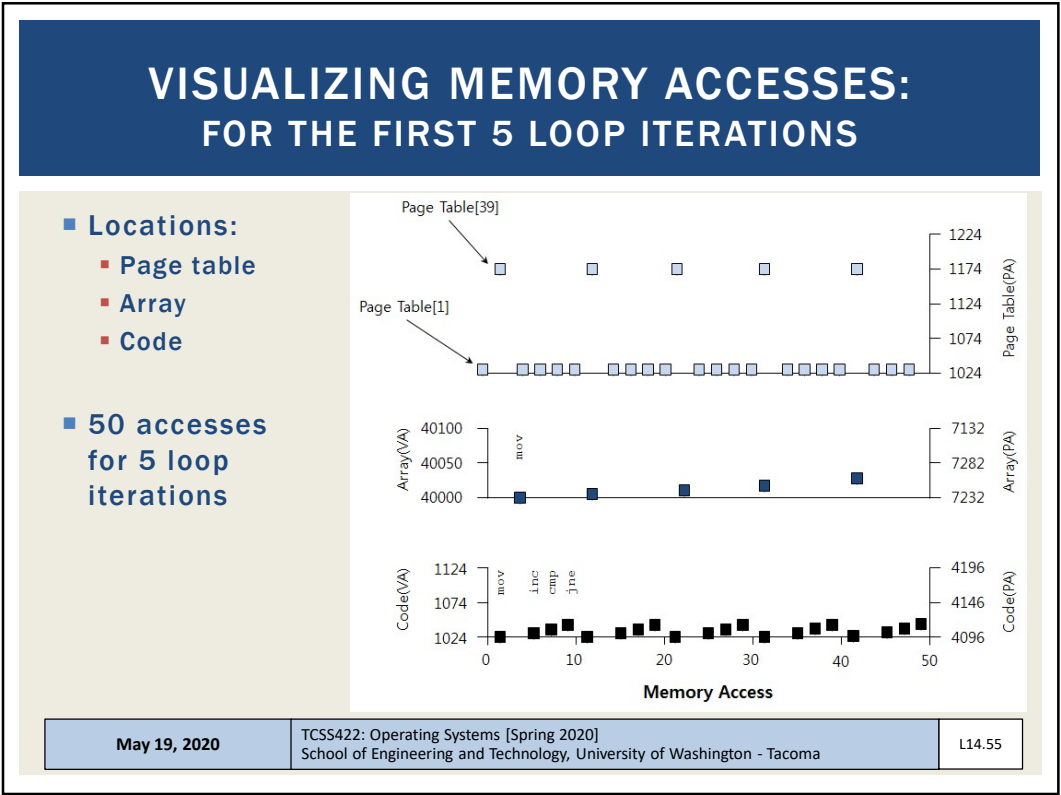 VISUALIZING MEMORY ACCESSES:
FOR THE FIRST 5 LOOP ITERATIONS
Locations:
Page table
Array
Code
50 accesses
for 5 loop
iterations
Page Table[39]
Page Table[1]
1224
1174
1124
1074
1024
Page Table(PA)
Array(VA)
40100
40050
40000
mov
7132
7282
7232
Array(PA)
Code(VA)
1124
1074
1024
mov
inc
cmp
jne
4196
4146
4096
Code(PA)
0 10 20 30 40 50
Memory Access
May 19, 2020
TCSS422: Operating Systems [Spring 2020]
School of Engineering and Technology, University of Washington - Tacoma
L14.55